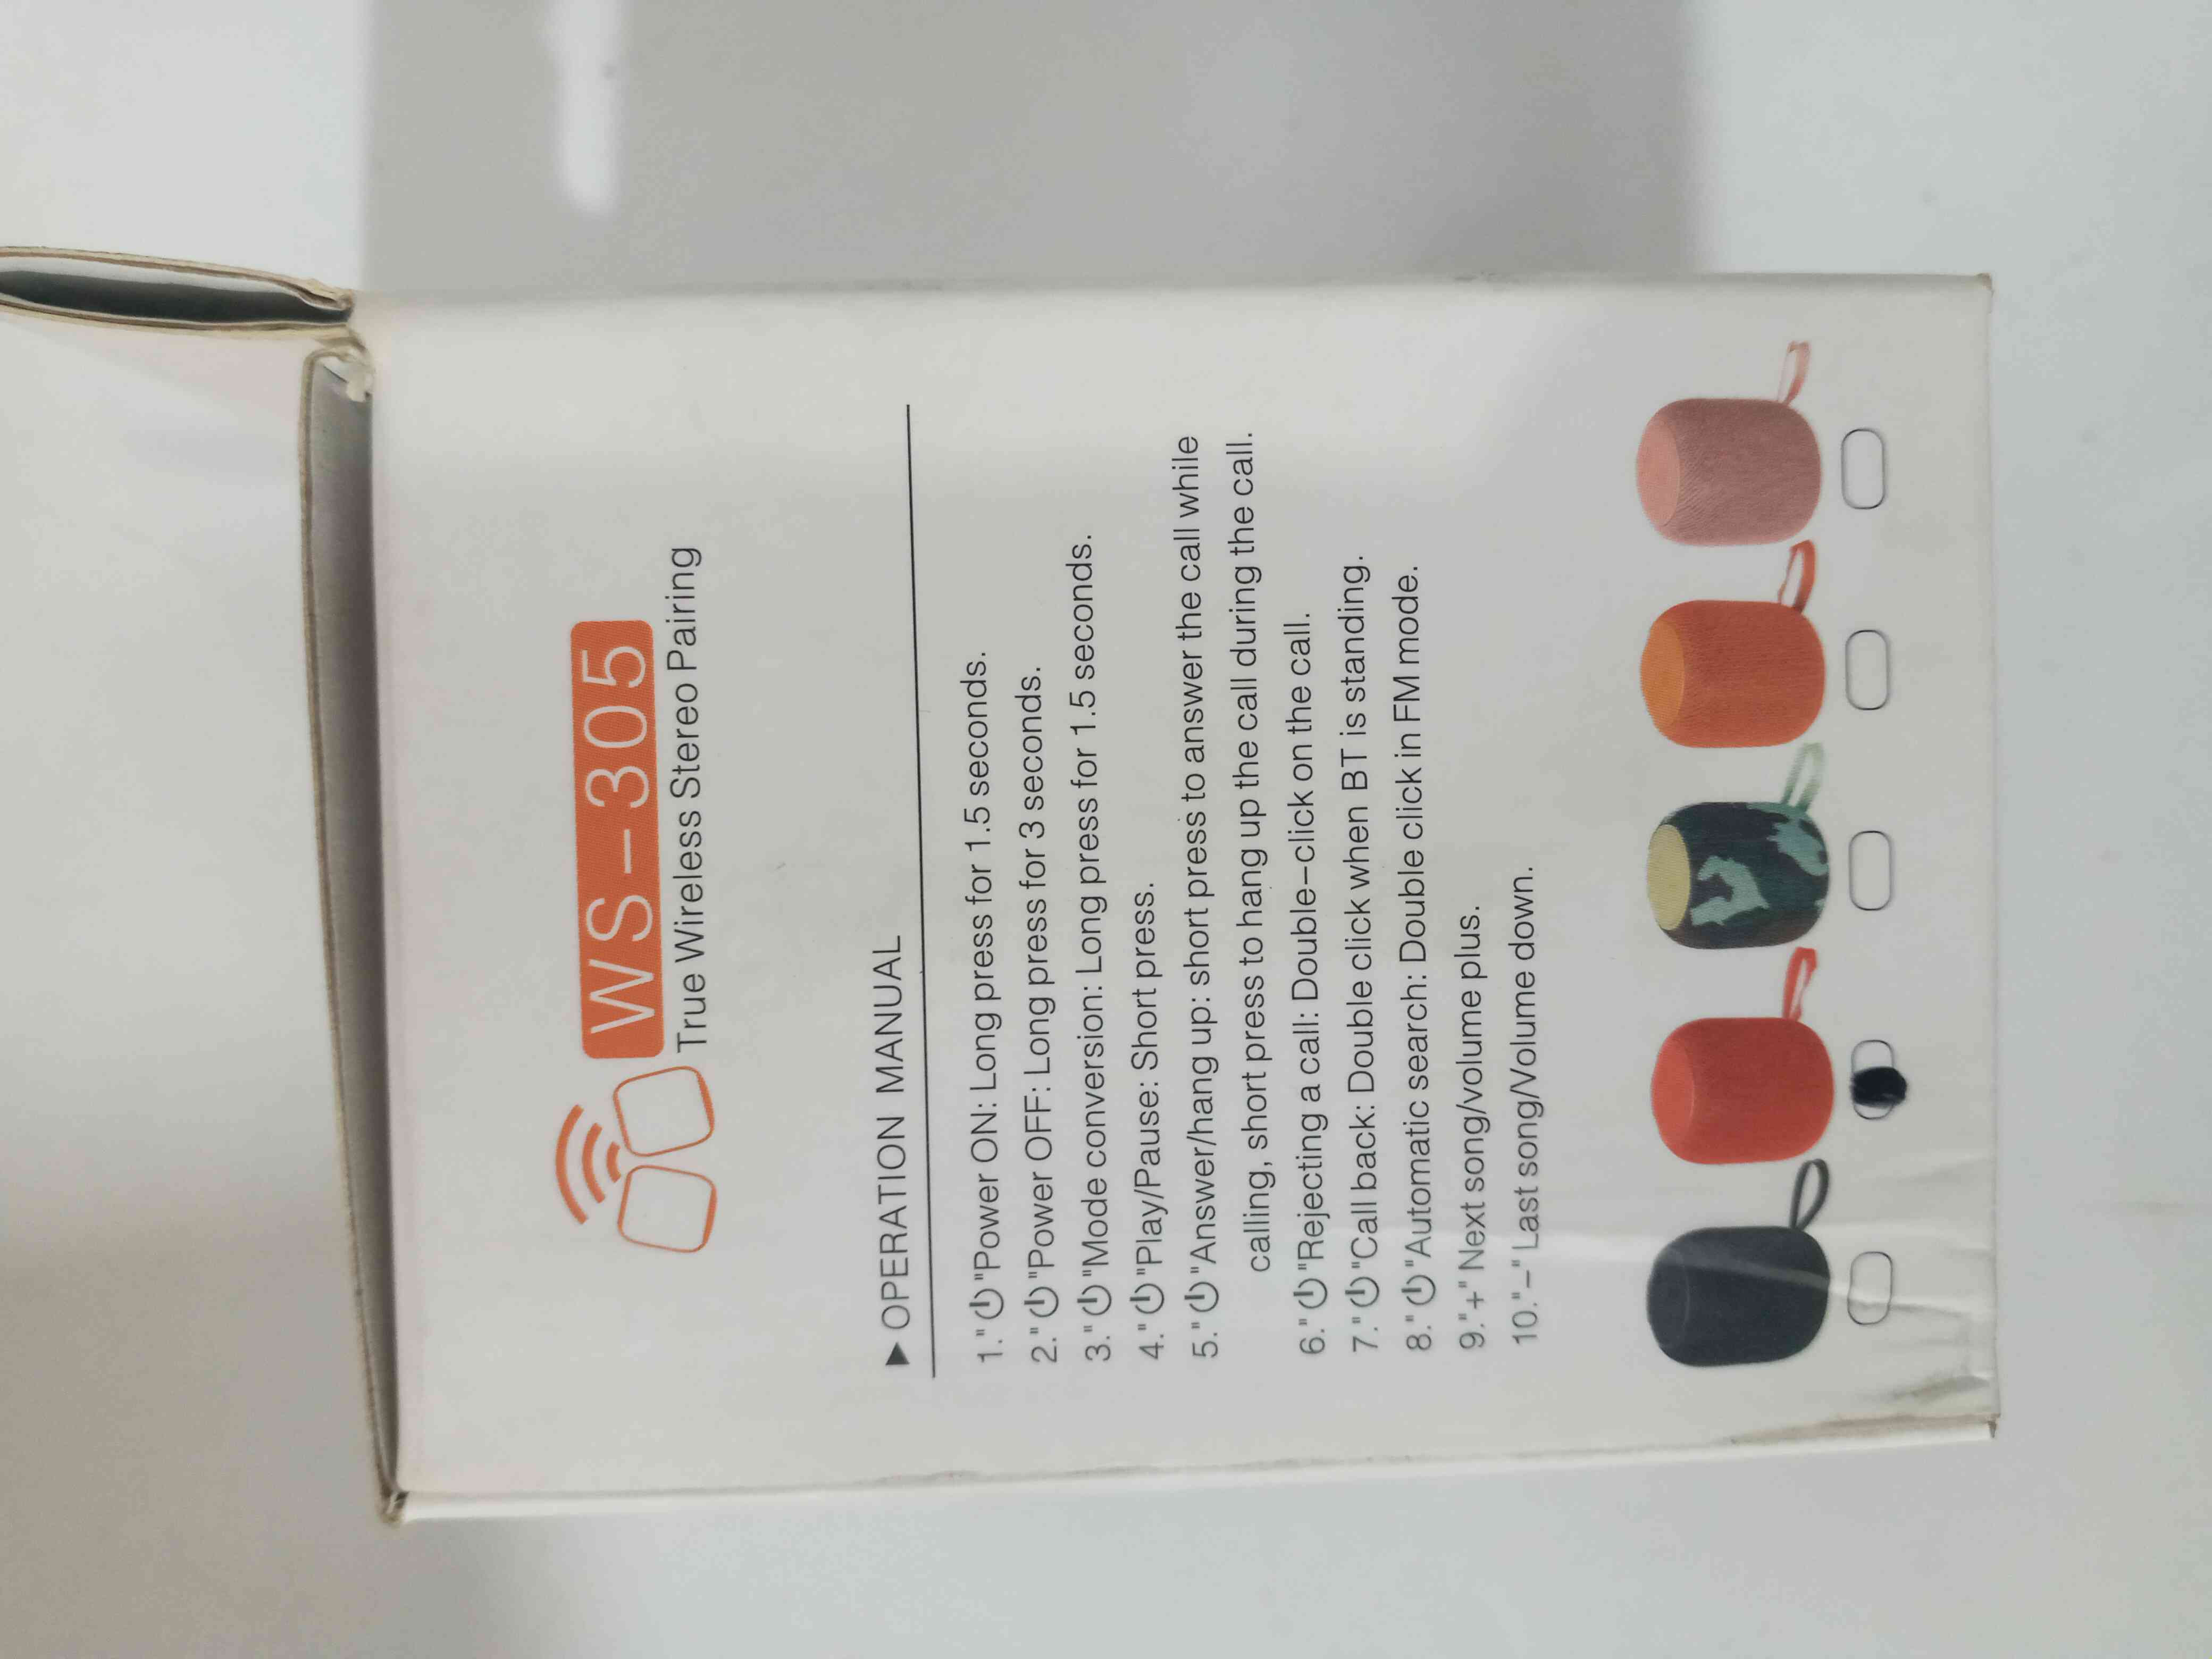 WS-305
True Wireless Stereo Pairing
▶ OPERATION MANUAL
1."⏻"Power ON: Long press for 1.5 seconds.
2."⏻"Power OFF: Long press for 3 seconds.
3."⏻"Mode conversion: Long press for 1.5 seconds.
4."⏻"Play/Pause: Short press.
5."⏻"Answer/hang up: short press to answer the call while
calling, short press to hang up the call during the call.
6."⏻"Rejecting a call: Double-click on the call.
7."⏻"Call back: Double click when BT is standing.
8."⏻"Automatic search: Double click in FM mode.
9."+" Next song/volume plus.
10."-" Last song/Volume down.